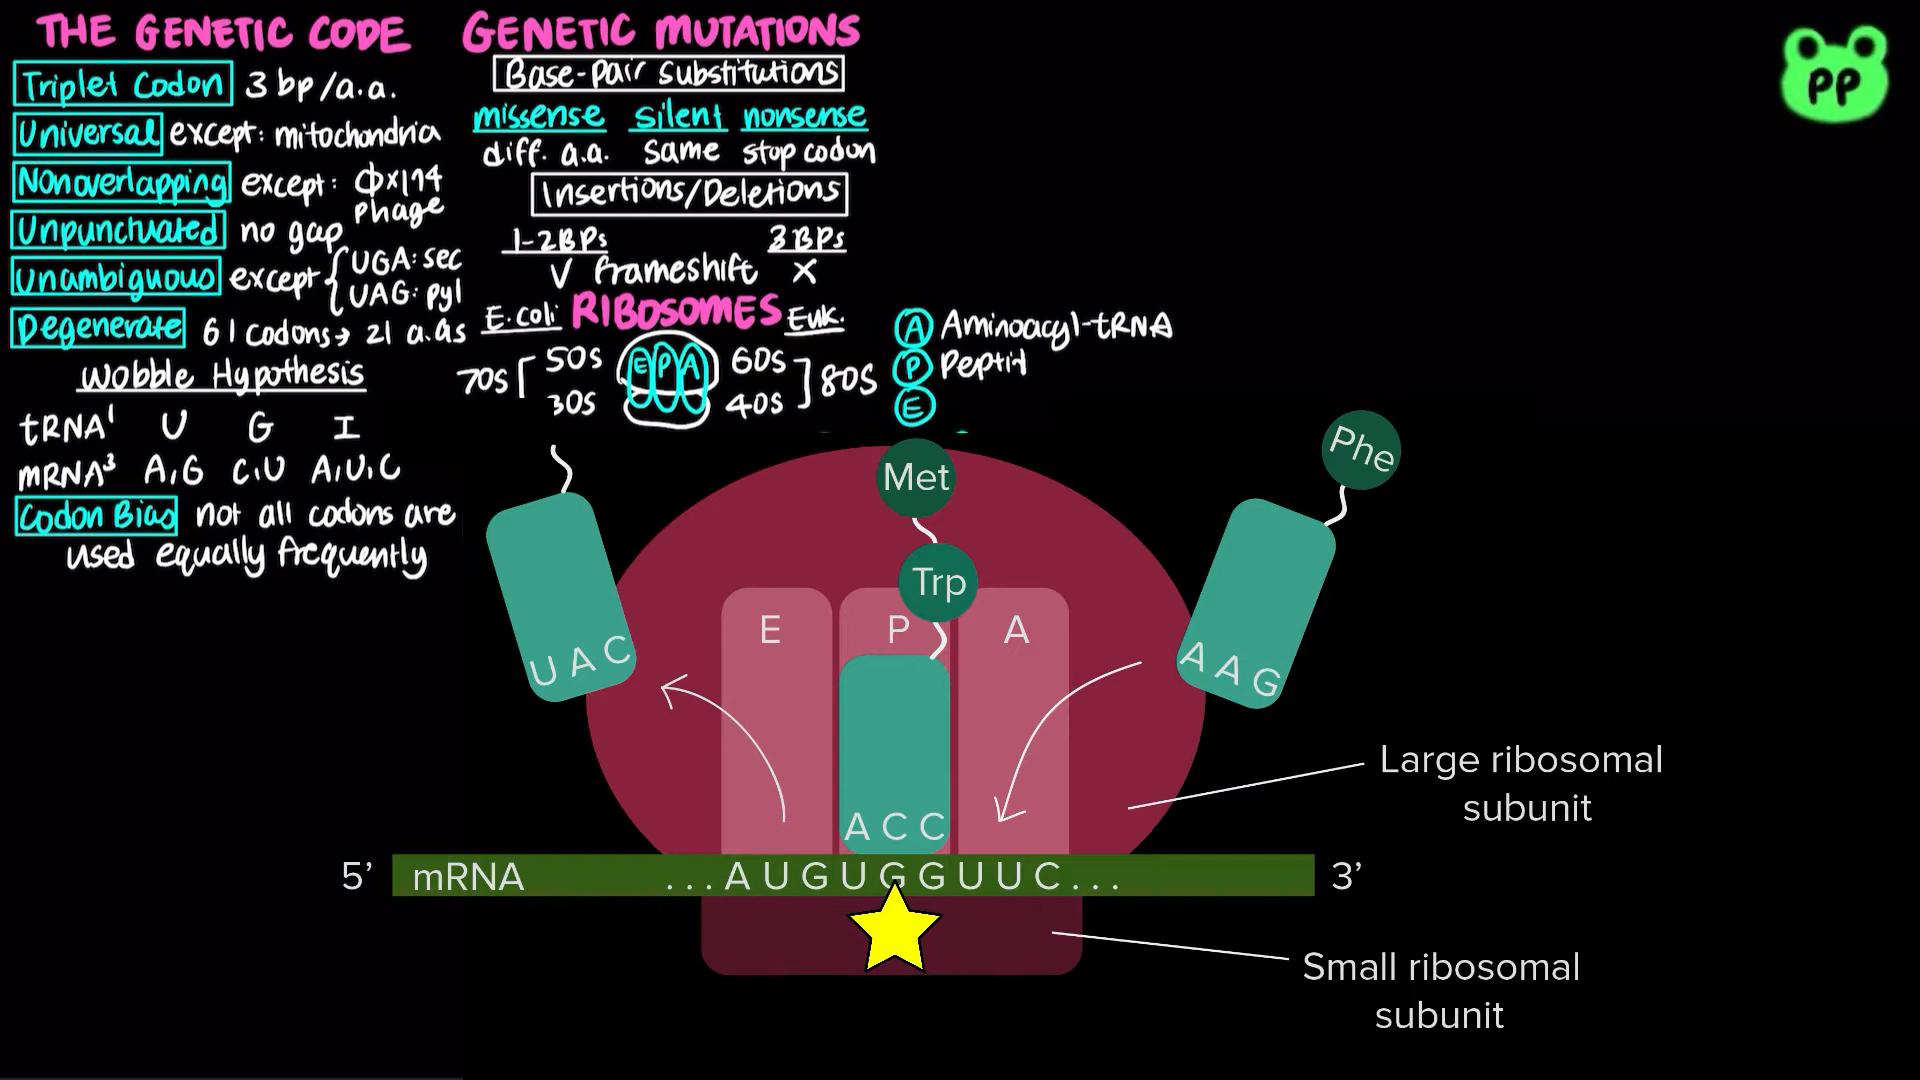 THE GENETIC CODE
Triplet Codon 3 bp/a.a.
Universal except: mitochondria
Nonoverlapping except: ΦX174
phage
Unpunctuated no gap
Unambiguous except { UGA: sec
UAG: pyl
Degenerate 61 codons → 21 a.as
Wobble Hypothesis
tRNA¹ U G I
mRNA³ A,G C,U A,U,C
Codon Bias not all codons are
used equally frequently
GENETIC MUTATIONS
Base-pair substitutions
missense silent nonsense
diff. a.a. same stop codon
Insertions/Deletions
1-2BPs 3BPs
V frameshift X
E.coli RIBOSOMES Euk.
70S [ 50S E P A 60S ] 80S
30S 40S
A Aminoacyl-tRNA
P Peptid
E
PP
Met
Phe
Trp
E P A
UAC
AAG
ACC
Large ribosomal
subunit
5’ mRNA ...AUGUGGUUC... 3’
Small ribosomal
subunit